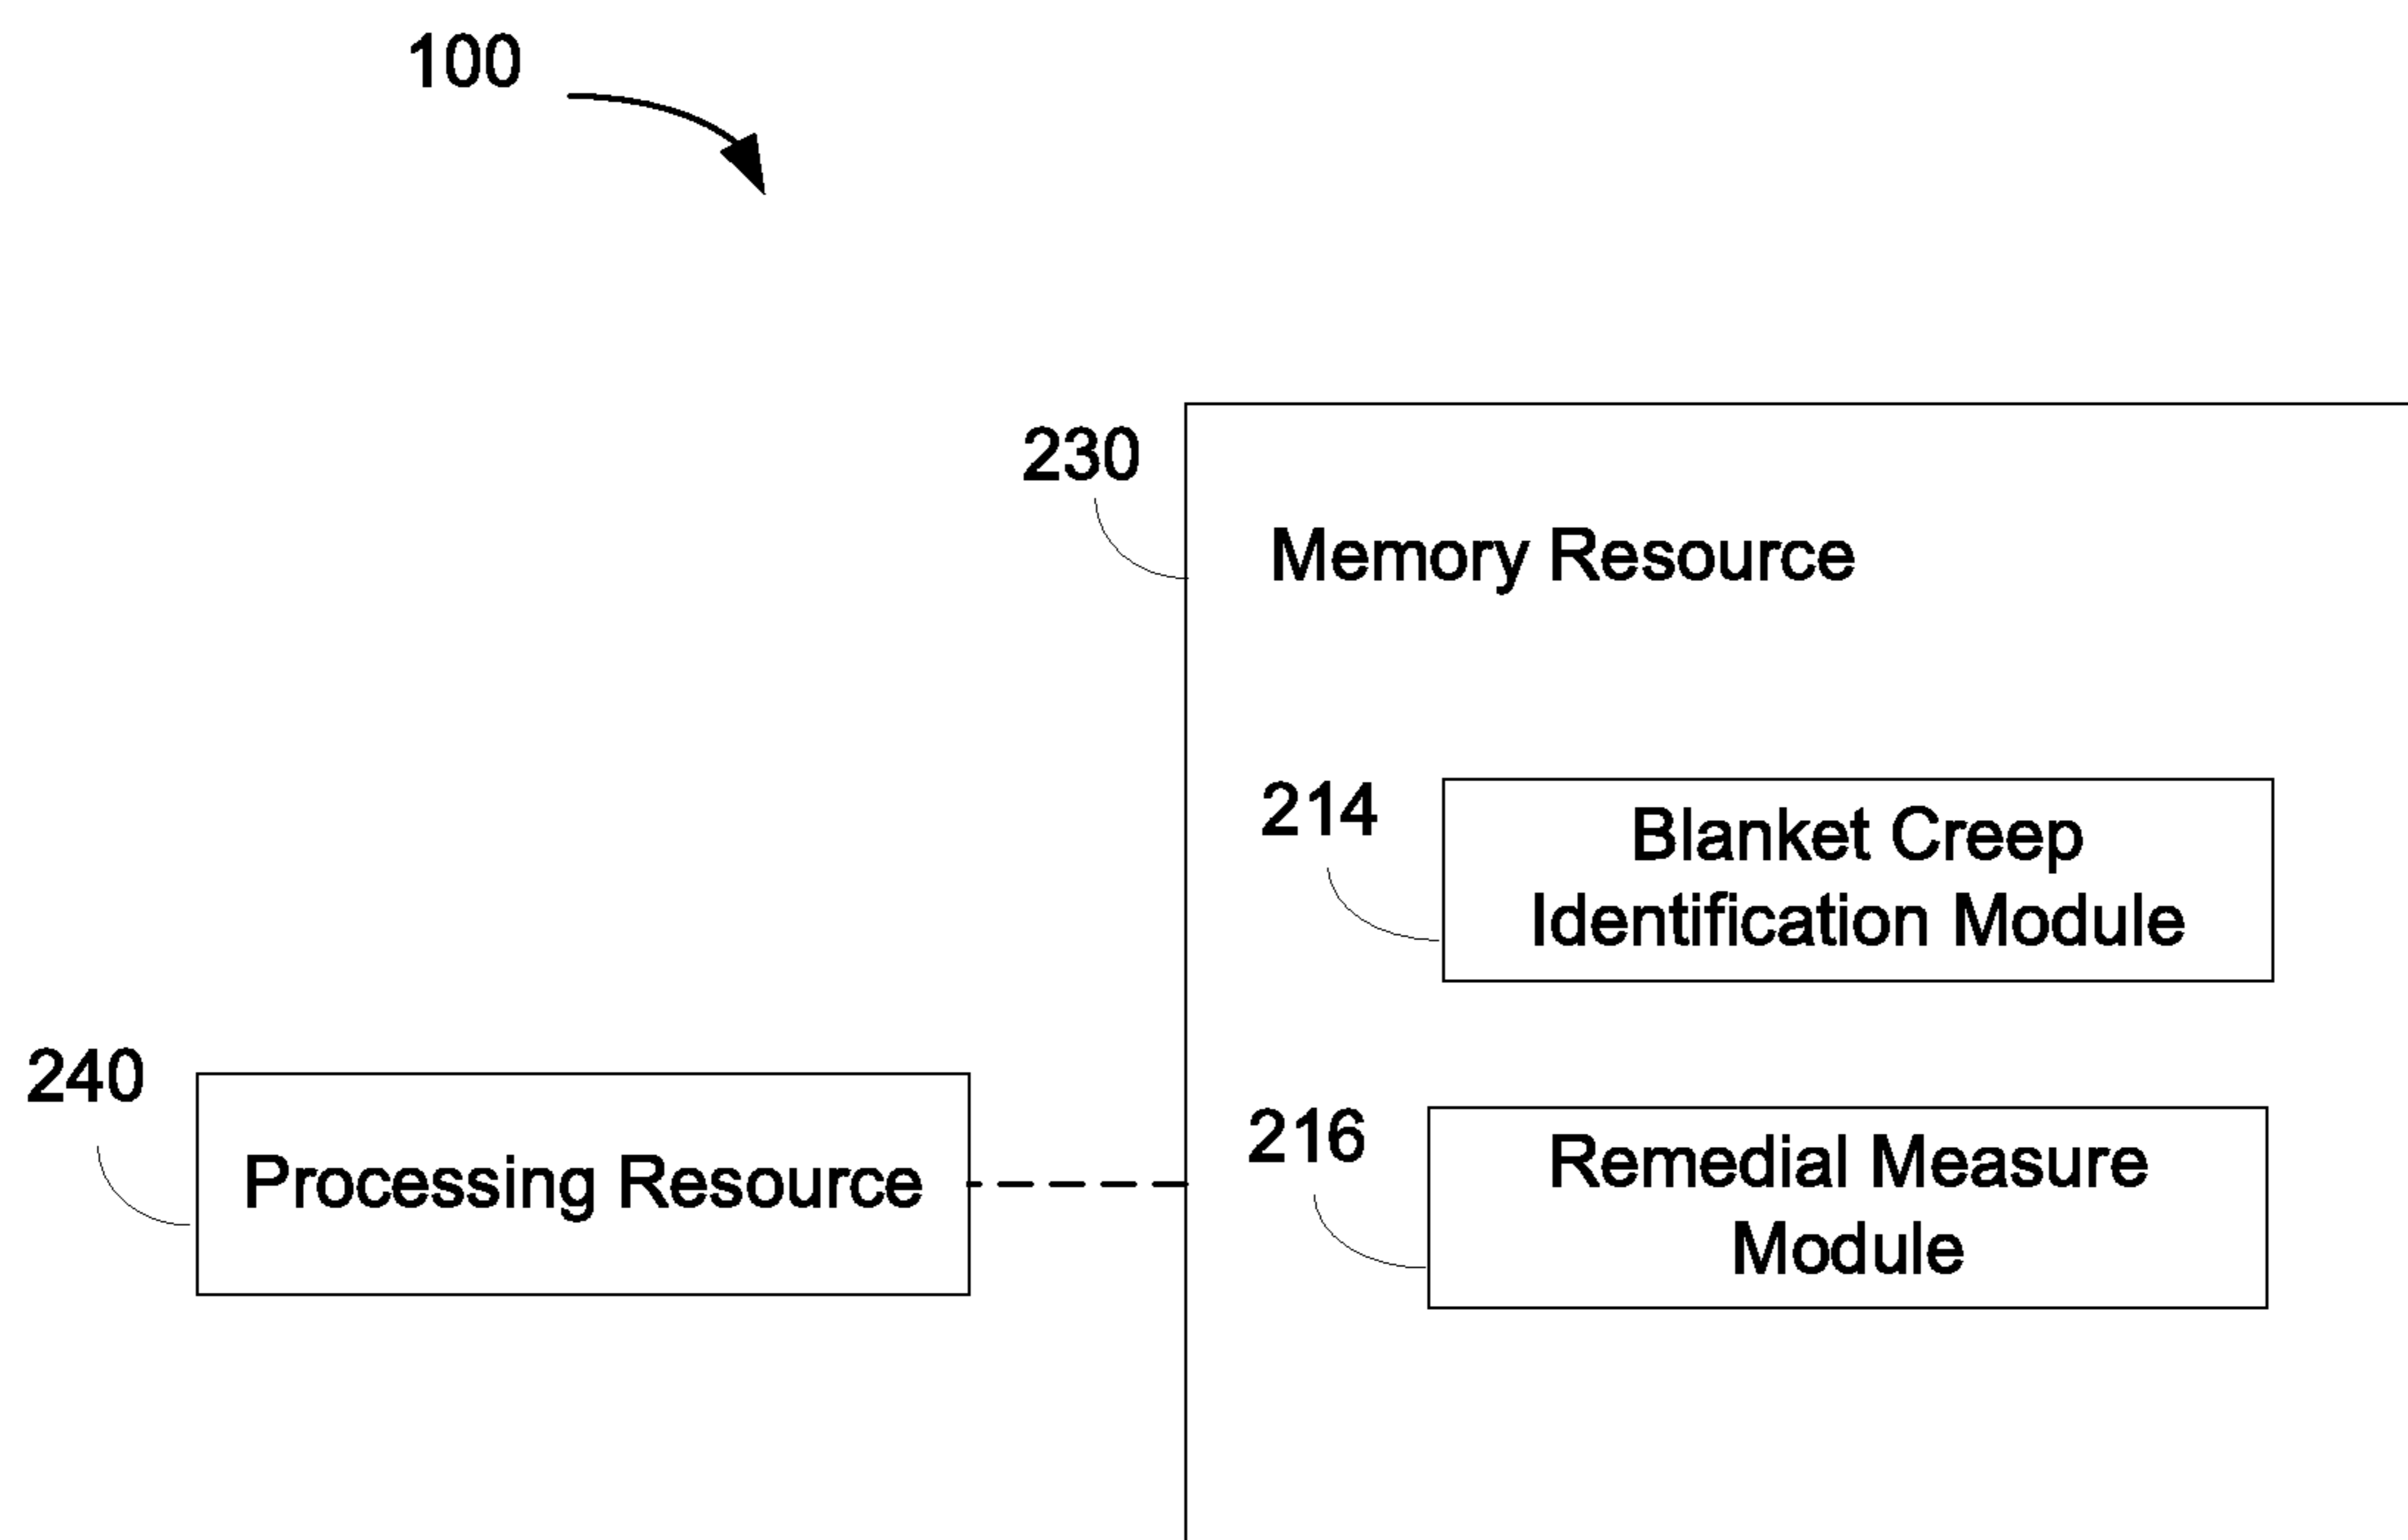 100
230
Memory Resource
214
Blanket Creep
Identification Module
240
Processing Resource
216
Remedial Measure
Module